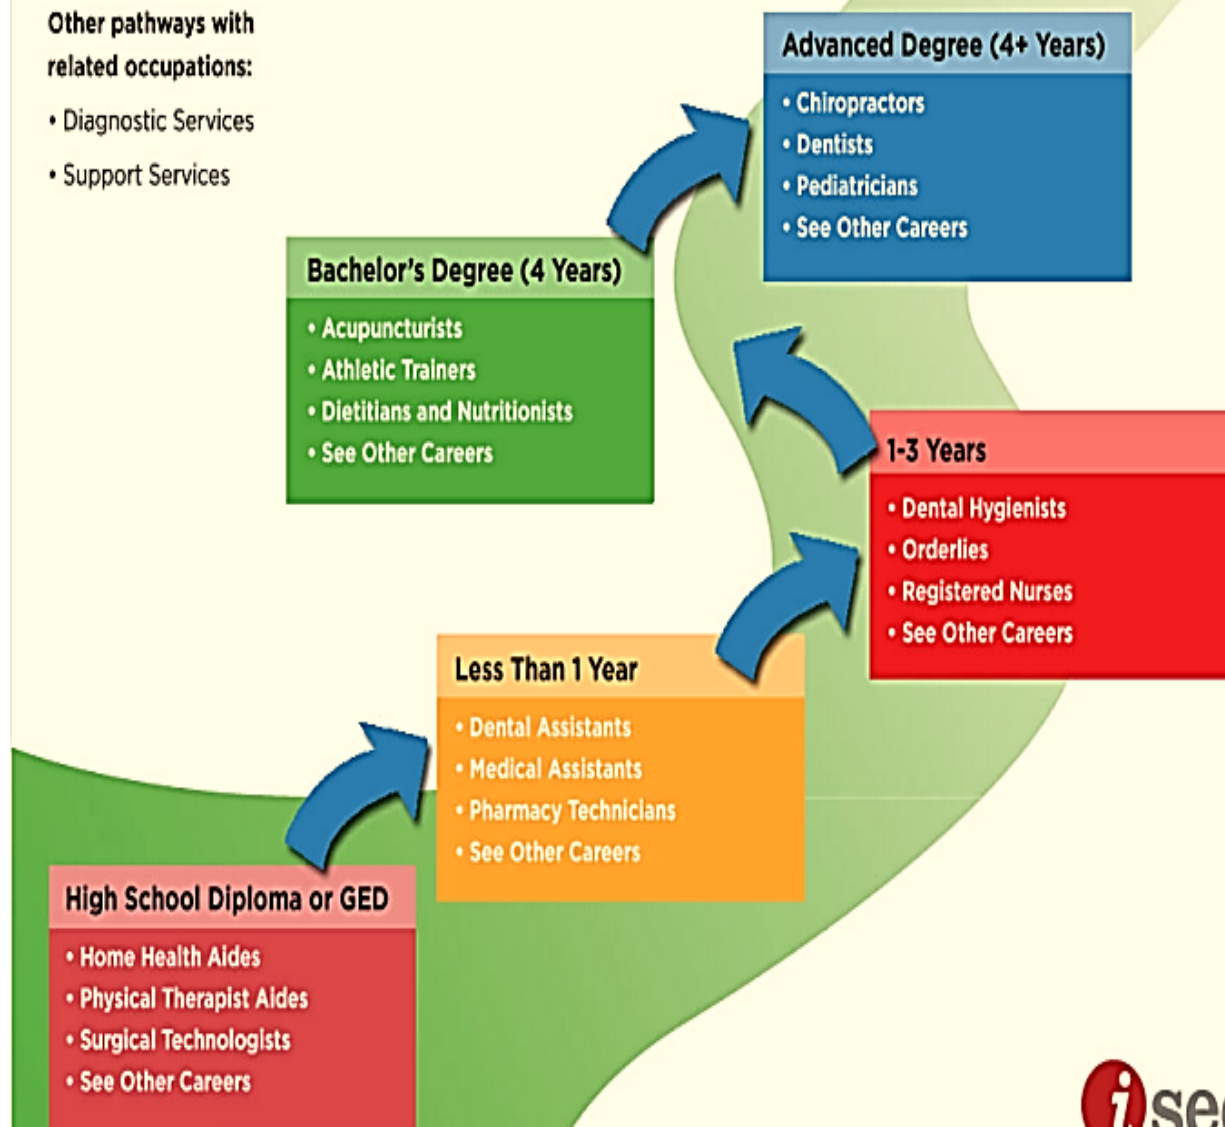 Other pathways with
related occupations:
• Diagnostic Services
• Support Services
Advanced Degree (4+ Years)
• Chiropractors
• Dentists
• Pediatricians
• See Other Careers
Bachelor's Degree (4 Years)
• Acupuncturists
• Athletic Trainers
• Dietitians and Nutritionists
• See Other Careers
1-3 Years
• Dental Hygienists
• Orderlies
• Registered Nurses
• See Other Careers
Less Than 1 Year
• Dental Assistants
• Medical Assistants
• Pharmacy Technicians
• See Other Careers
High School Diploma or GED
• Home Health Aides
• Physical Therapist Aides
• Surgical Technologists
• See Other Careers
isee